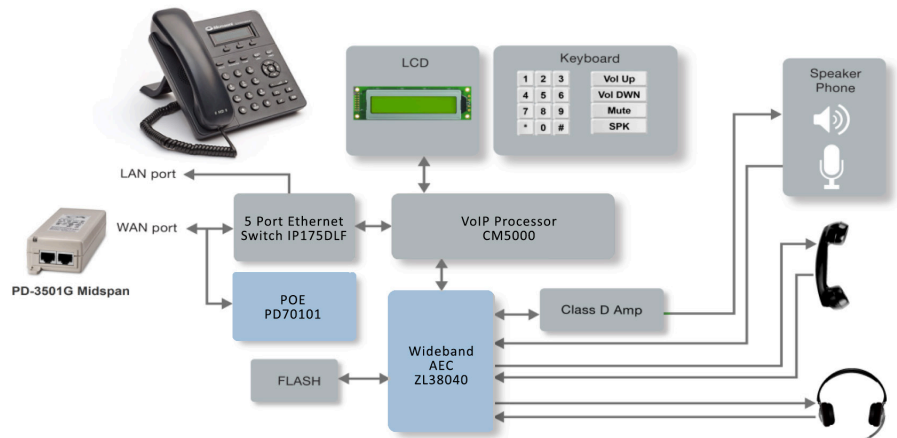 LCD
Keyboard
1 2 3
Vol Up
4 5 6
Vol DWN
7 8 9
Mute
* 0 #
SPK
Speaker
Phone
LAN port
WAN port
PD-3501G Midspan
5 Port Ethernet
Switch IP175DLF
VoIP Processor
CM5000
POE
PD70101
Wideband
AEC
ZL38040
Class D Amp
FLASH